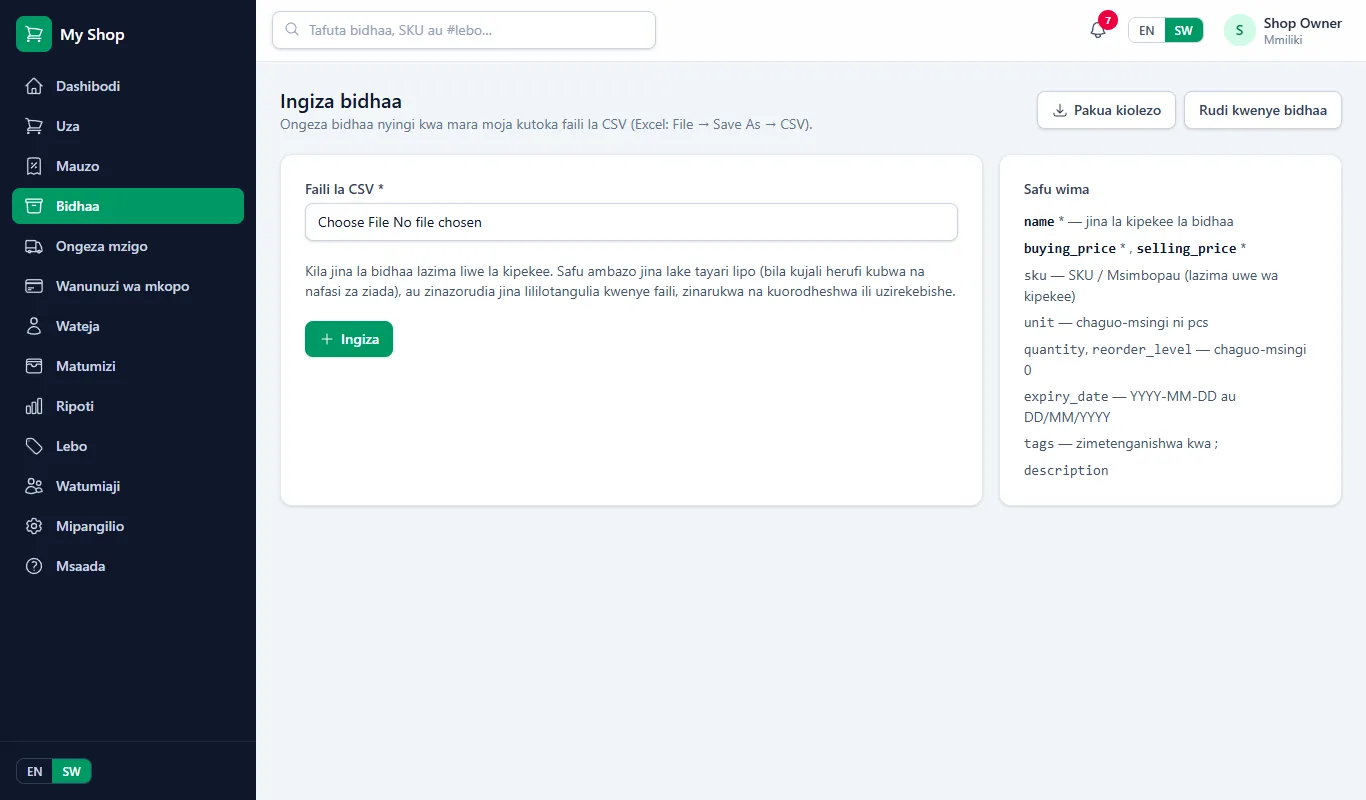 My Shop
Dashibodi
Uza
Mauzo
Bidhaa
Ongeza mzigo
Wanunuzi wa mkopo
Wateja
Matumizi
Ripoti
Lebo
Watumiaji
Mipangilio
Msaada
EN SW
Tafuta bidhaa, SKU au #lebo...
7
EN SW
S
Shop Owner
Mmiliki
Ingiza bidhaa
Ongeza bidhaa nyingi kwa mara moja kutoka faili la CSV (Excel: File → Save As → CSV).
Pakua kiolezo
Rudi kwenye bidhaa
Faili la CSV *
Choose File No file chosen
Kila jina la bidhaa lazima liwe la kipekee. Safu ambazo jina lake tayari lipo (bila kujali herufi kubwa na
nafasi za ziada), au zinazorudia jina lililotangulia kwenye faili, zinarukwa na kuorodheshwa ili uzirekebishe.
+ Ingiza
Safu wima
name * — jina la kipekee la bidhaa
buying_price * , selling_price *
sku — SKU / Msimbopau (lazima uwe wa
kipekee)
unit — chaguo-msingi ni pcs
quantity, reorder_level — chaguo-msingi
0
expiry_date — YYYY-MM-DD au
DD/MM/YYYY
tags — zimetenganishwa kwa ;
description